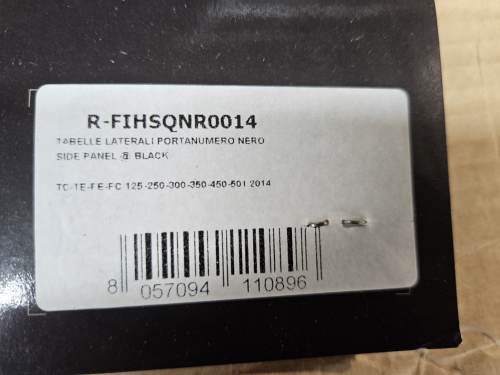 R-FIHSQNR0014
TABELLE LATERALI PORTANUMERO NERO
SIDE PANEL @ BLACK
TC-TE-FE-FC 125-250-300-350-450-501 2014
8 057094 110896